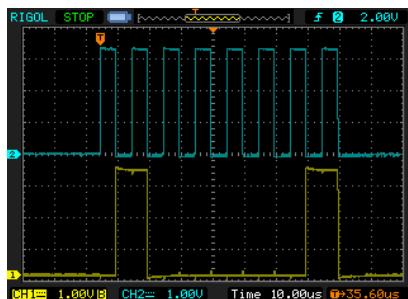 RIGOL STOP T f 2 2.00V
T
2
1
CH1 1.00V B CH2 1.00V Time 10.00us T→35.60us